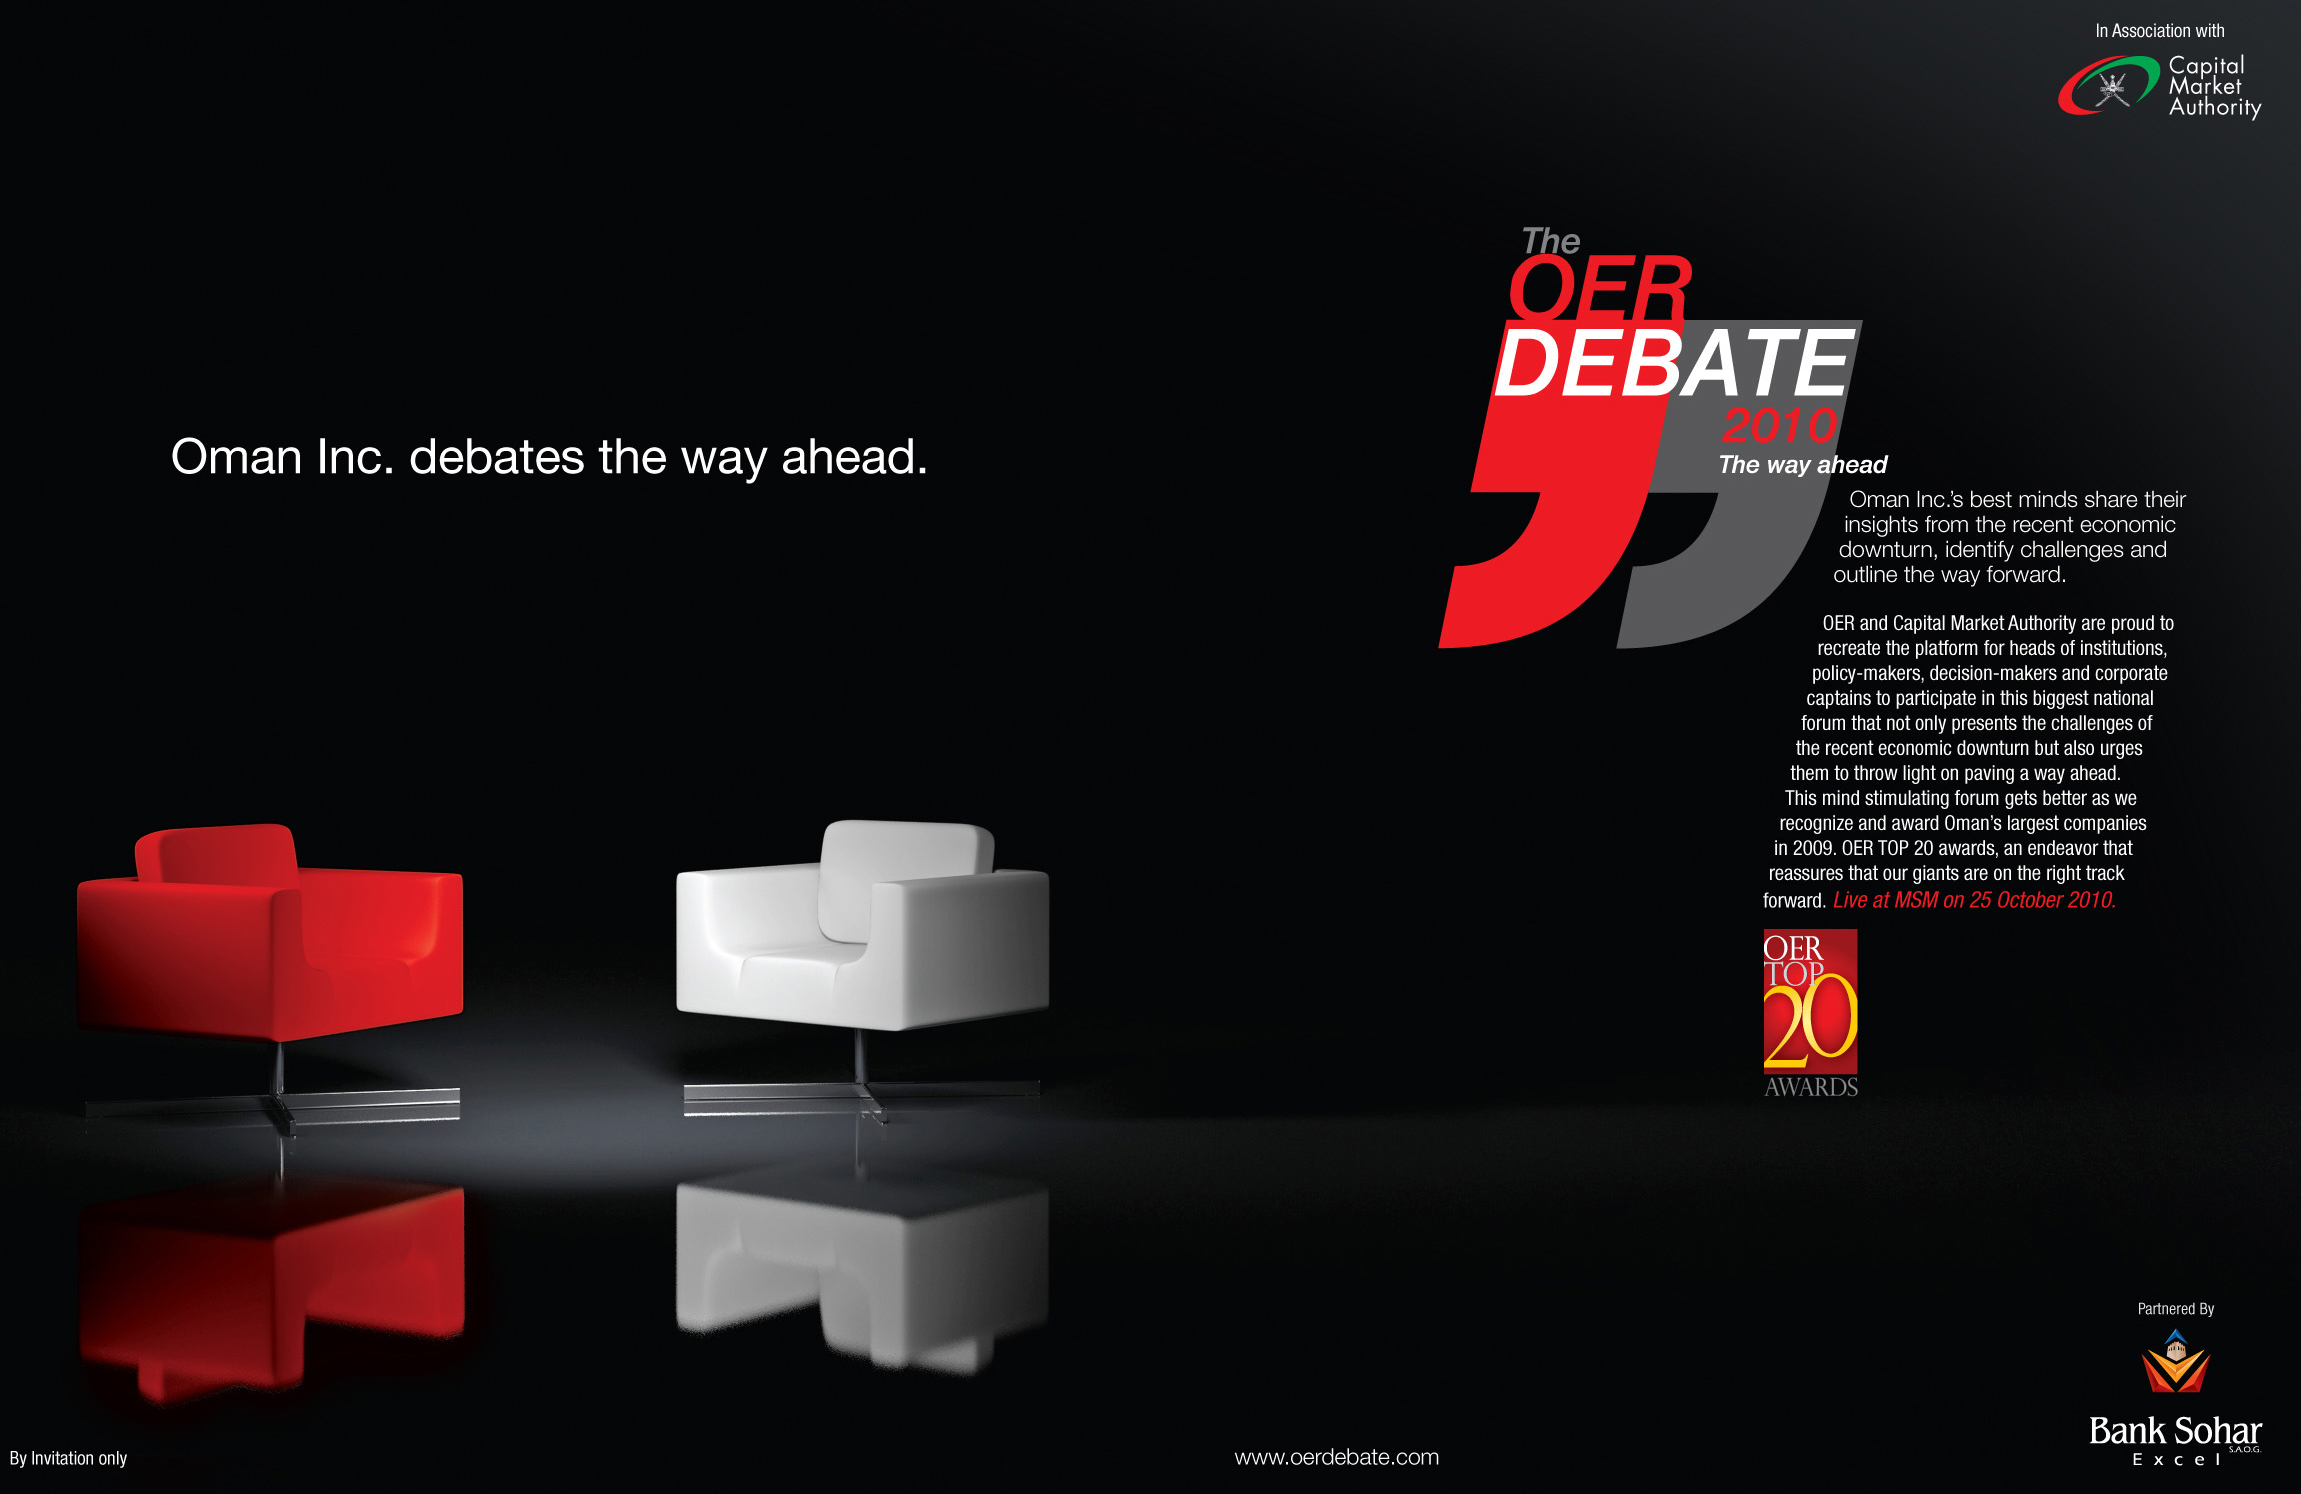 In Association with
Capital
Market
Authority
The
OER
DEBATE
2010
The way ahead
Oman Inc. debates the way ahead.
Oman Inc.'s best minds share their
insights from the recent economic
downturn, identify challenges and
outline the way forward.
OER and Capital Market Authority are proud to
recreate the platform for heads of institutions,
policy-makers, decision-makers and corporate
captains to participate in this biggest national
forum that not only presents the challenges of
the recent economic downturn but also urges
them to throw light on paving a way ahead.
This mind stimulating forum gets better as we
recognize and award Oman's largest companies
in 2009. OER TOP 20 awards, an endeavor that
reassures that our giants are on the right track
forward. Live at MSM on 25 October 2010.
OER
TOP
20
AWARDS
Partnered By
Bank Sohar
S.A.O.G.
Excel
By Invitation only
www.oerdebate.com